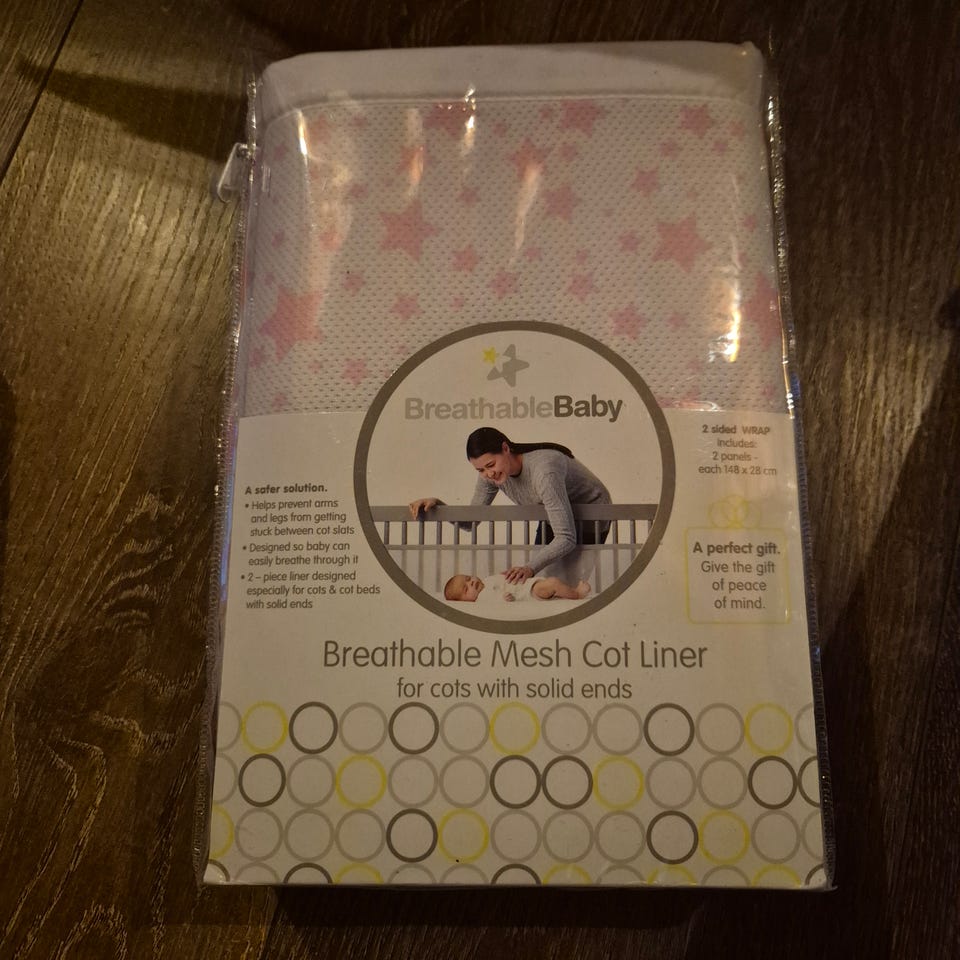 BreathableBaby
2 sided WRAP
includes:
2 panels -
each 148 x 28 cm
A safer solution.
• Helps prevent arms
and legs from getting
stuck between cot slats
• Designed so baby can
easily breathe through it
• 2 – piece liner designed
especially for cots & cot beds
with solid ends
A perfect gift.
Give the gift
of peace
of mind.
Breathable Mesh Cot Liner
for cots with solid ends